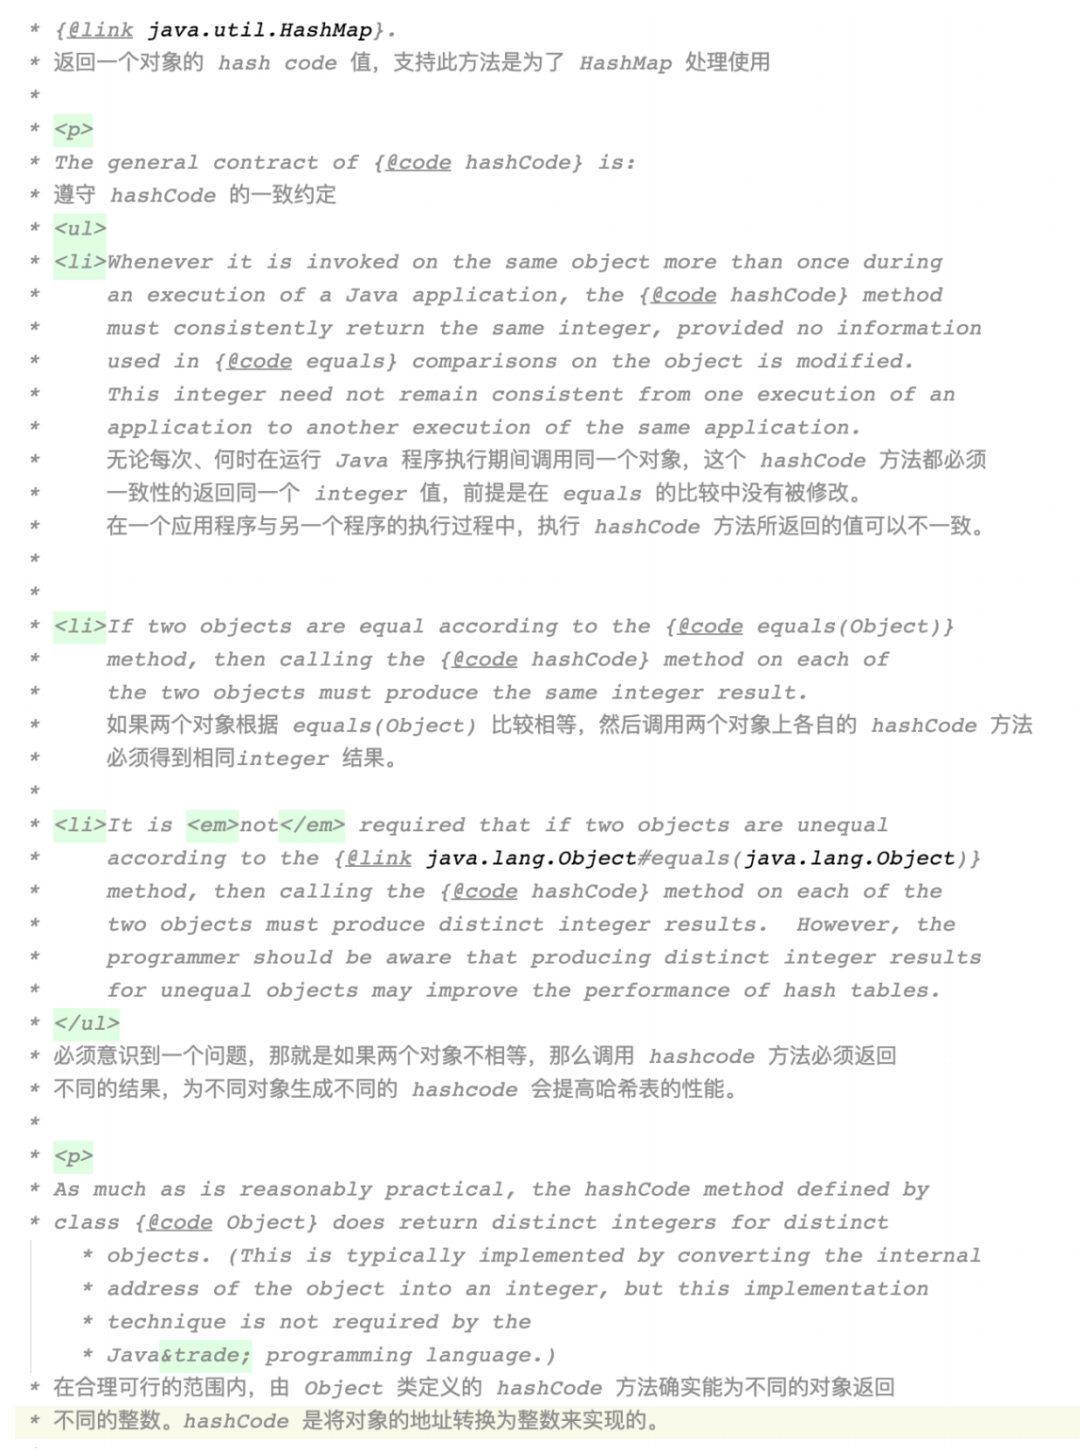 * {@link java.util.HashMap}.
* 返回一个对象的 hash code 值，支持此方法是为了 HashMap 处理使用
*
* <p>
* The general contract of {@code hashCode} is:
* 遵守 hashCode 的一致约定
* <ul>
* <li>Whenever it is invoked on the same object more than once during
*     an execution of a Java application, the {@code hashCode} method
*     must consistently return the same integer, provided no information
*     used in {@code equals} comparisons on the object is modified.
*     This integer need not remain consistent from one execution of an
*     application to another execution of the same application.
*     无论每次、何时在运行 Java 程序执行期间调用同一个对象，这个 hashCode 方法都必须
*     一致性的返回同一个 integer 值，前提是在 equals 的比较中没有被修改。
*     在一个应用程序与另一个程序的执行过程中，执行 hashCode 方法所返回的值可以不一致。
*
*
* <li>If two objects are equal according to the {@code equals(Object)}
*     method, then calling the {@code hashCode} method on each of
*     the two objects must produce the same integer result.
*     如果两个对象根据 equals(Object) 比较相等，然后调用两个对象上各自的 hashCode 方法
*     必须得到相同integer 结果。
*
* <li>It is <em>not</em> required that if two objects are unequal
*     according to the {@link java.lang.Object#equals(java.lang.Object)}
*     method, then calling the {@code hashCode} method on each of the
*     two objects must produce distinct integer results.  However, the
*     programmer should be aware that producing distinct integer results
*     for unequal objects may improve the performance of hash tables.
* </ul>
* 必须意识到一个问题，那就是如果两个对象不相等，那么调用 hashcode 方法必须返回
* 不同的结果，为不同对象生成不同的 hashcode 会提高哈希表的性能。
*
* <p>
* As much as is reasonably practical, the hashCode method defined by
* class {@code Object} does return distinct integers for distinct
    * objects. (This is typically implemented by converting the internal
    * address of the object into an integer, but this implementation
    * technique is not required by the
    * Java&trade; programming language.)
* 在合理可行的范围内，由 Object 类定义的 hashCode 方法确实能为不同的对象返回
* 不同的整数。hashCode 是将对象的地址转换为整数来实现的。